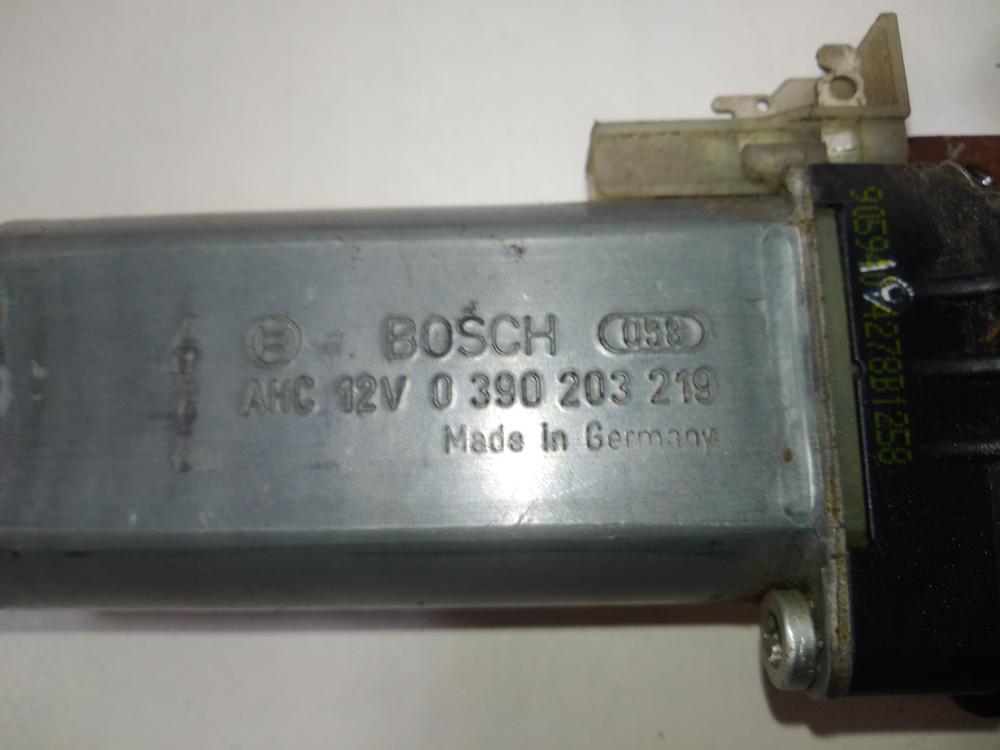 BOSCH 058
AHC 12V 0 390 203 219
Made in Germany